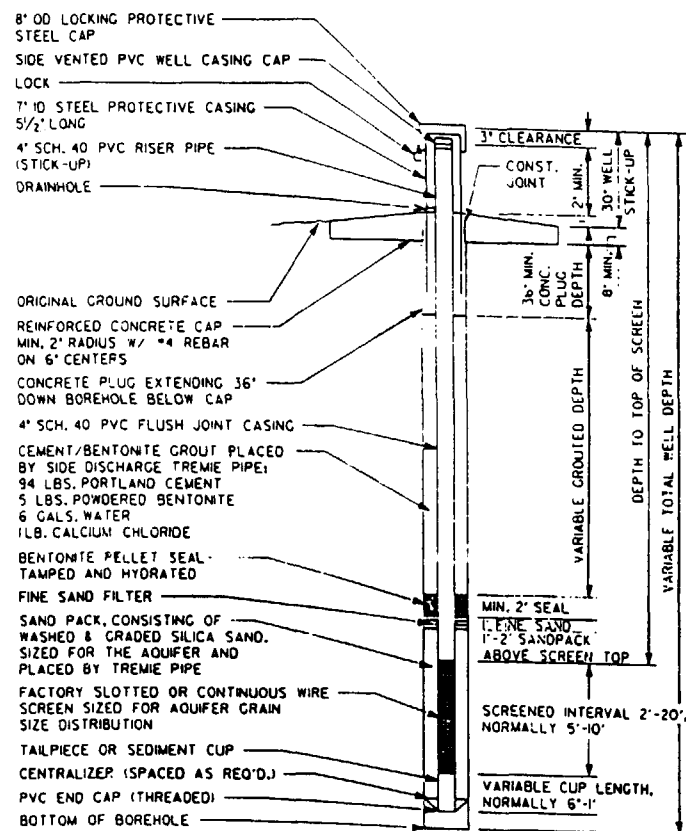 8" OD LOCKING PROTECTIVE
STEEL CAP
SIDE VENTED PVC WELL CASING CAP
LOCK
7" ID STEEL PROTECTIVE CASING
5 1/2' LONG
4" SCH. 40 PVC RISER PIPE
(STICK-UP)
DRAINHOLE
ORIGINAL GROUND SURFACE
REINFORCED CONCRETE CAP
MIN. 2' RADIUS W/ #4 REBAR
ON 6" CENTERS
CONCRETE PLUG EXTENDING 36"
DOWN BOREHOLE BELOW CAP
4" SCH. 40 PVC FLUSH JOINT CASING
CEMENT/BENTONITE GROUT PLACED
BY SIDE DISCHARGE TREMIE PIPE:
94 LBS. PORTLAND CEMENT
5 LBS. POWDERED BENTONITE
6 GALS. WATER
1 LB. CALCIUM CHLORIDE
BENTONITE PELLET SEAL-
TAMPED AND HYDRATED
FINE SAND FILTER
SAND PACK, CONSISTING OF
WASHED & GRADED SILICA SAND.
SIZED FOR THE AQUIFER AND
PLACED BY TREMIE PIPE
FACTORY SLOTTED OR CONTINUOUS WIRE
SCREEN SIZED FOR AQUIFER GRAIN
SIZE DISTRIBUTION
TAILPIECE OR SEDIMENT CUP
CENTRALIZER (SPACED AS REQ'D.)
PVC END CAP (THREADED)
BOTTOM OF BOREHOLE
3" CLEARANCE
CONST.
JOINT
2" MIN.
30" WELL
STICK-UP
36" MIN.
CONC.
PLUG
DEPTH
8" MIN.
VARIABLE GROUTED DEPTH
DEPTH TO TOP OF SCREEN
VARIABLE TOTAL WELL DEPTH
MIN. 2' SEAL
FINE SAND
1'-2' SANDPACK
ABOVE SCREEN TOP
SCREENED INTERVAL 2'-20',
NORMALLY 5'-10'
VARIABLE CUP LENGTH,
NORMALLY 6"-1'